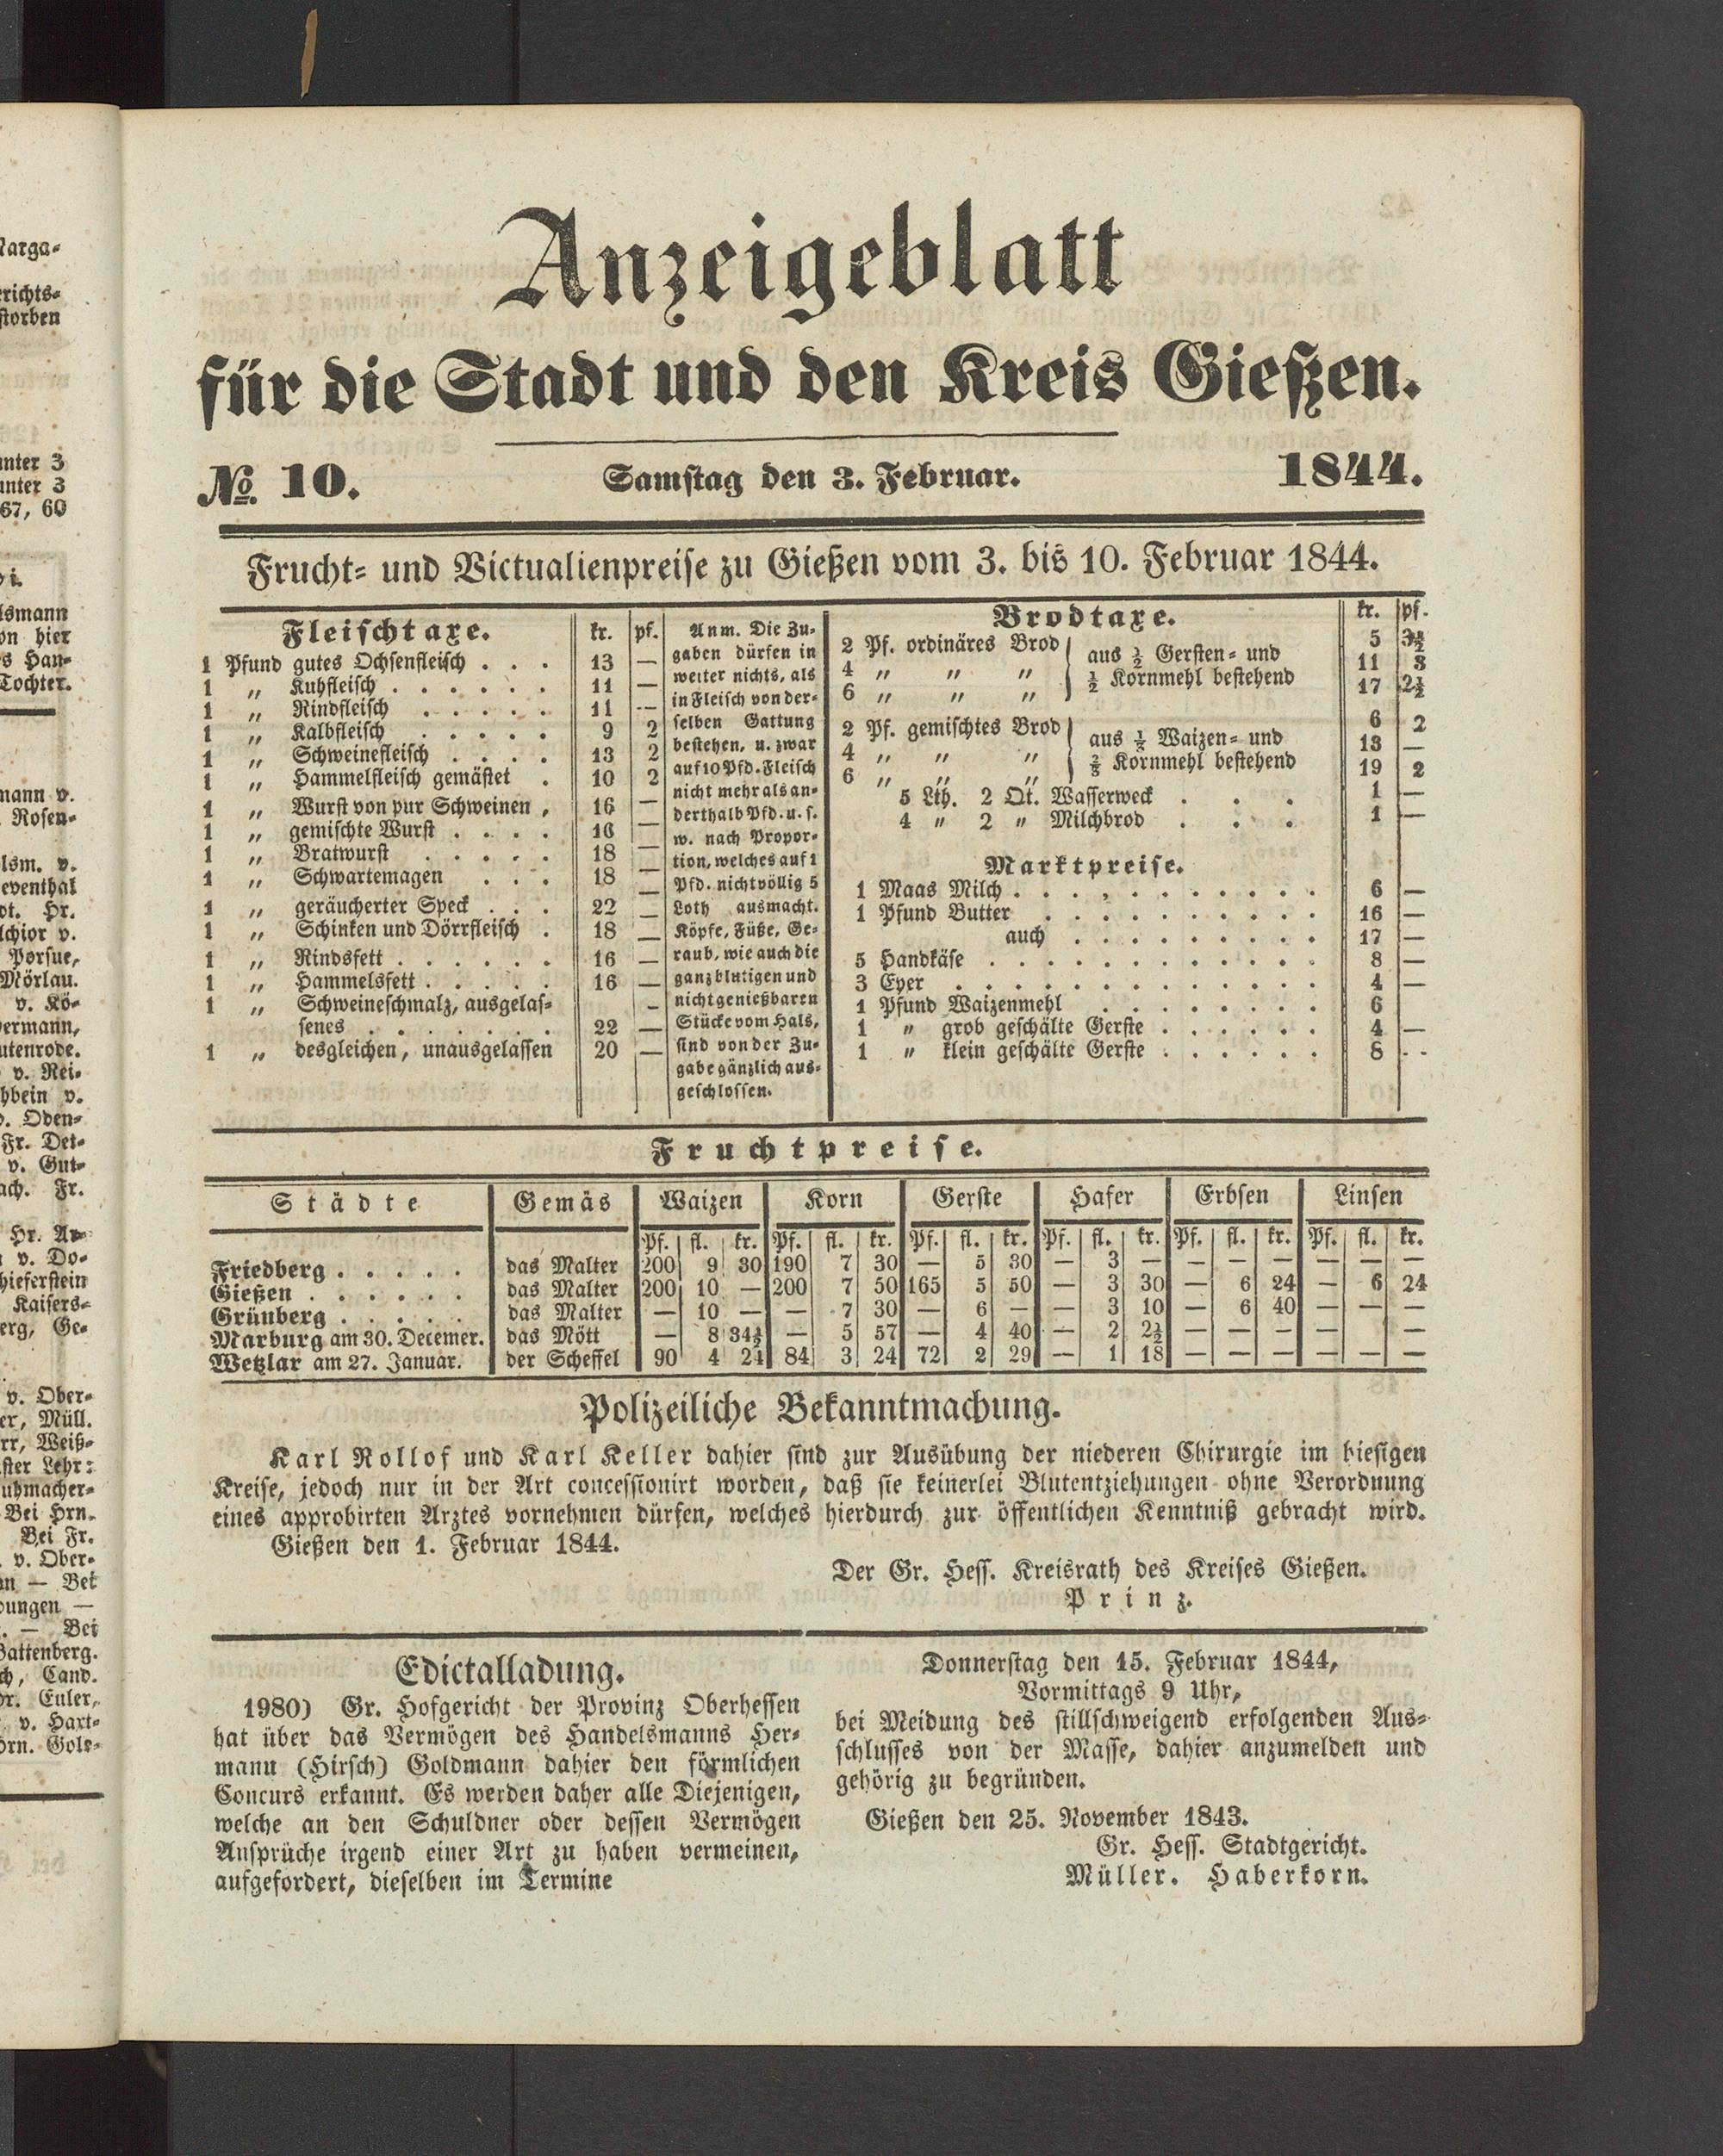 Anzeigeblatt
für die Stadt und den Kreis Gießen.
№ 10. Samstag den 3. Februar. 1844.
Frucht- und Victualienpreise zu Gießen vom 3. bis 10. Februar 1844.
Fleischtaxe. kr. pf.
1 Pfund gutes Ochsenfleisch . . . 13 —
1 „ Kuhfleisch . . . . . . 11 —
1 „ Rindfleisch . . . . . 11 —
1 „ Kalbfleisch . . . . . 9 2
1 „ Schweinefleisch . . . . 13 2
1 „ Hammelfleisch gemästet . 10 2
1 „ Wurst von pur Schweinen , 16 —
1 „ gemischte Wurst . . . . 16 —
1 „ Bratwurst . . . . . 18 —
1 „ Schwartemagen . . . 18 —
1 „ geräucherter Speck . . . 22 —
1 „ Schinken und Dörrfleisch . 18 —
1 „ Rindsfett . . . . . . 16 —
1 „ Hammelsfett . . . . . 16 —
1 „ Schweineschmalz, ausgelas-
senes . . . . . . . 22 —
1 „ desgleichen, unausgelassen 20 —
Anm. Die Zu-
gaben dürfen in
weiter nichts, als
in Fleisch von der-
selben Gattung
bestehen, u. zwar
auf 10 Pfd. Fleisch
nicht mehr als an-
derthalb Pfd. u. s.
w. nach Propor-
tion, welches auf 1
Pfd. nicht völlig 5
Loth ausmacht.
Köpfe, Füße, Ge-
raub, wie auch die
ganz blutigen und
nicht genießbaren
Stücke vom Hals,
sind von der Zu-
gabe gänzlich aus-
geschlossen.
Brodtaxe. kr. pf.
2 Pf. ordinäres Brod aus ½ Gersten- und 5 3½
4 „ „ „ ½ Kornmehl bestehend 11 3
6 „ „ „ 17 2½
2 Pf. gemischtes Brod aus ⅓ Waizen- und 6 2
4 „ „ „ ⅔ Kornmehl bestehend 13 —
6 „ „ „ 19 2
5 Lth. 2 Qt. Wasserweck . . . 1 —
4 „ 2 „ Milchbrod . . . 1 —
Marktpreise.
1 Maas Milch . . . . . . . . . . . 6 —
1 Pfund Butter . . . . . . . . . . 16 —
auch . . . . . . . . . 17 —
5 Handkäse . . . . . . . . . . . . 8 —
3 Eyer . . . . . . . . . . . . . 4 —
1 Pfund Waizenmehl . . . . . . . . 6
1 „ grob geschälte Gerste . . . . . . 4 —
1 „ klein geschälte Gerste . . . . . . 8 - -
Fruchtpreise.
Städte Gemäs Waizen Korn Gerste Hafer Erbsen Linsen
Pf. fl. kr. Pf. fl. kr. Pf. fl. kr. Pf. fl. kr. Pf. fl. kr. Pf. fl. kr.
Friedberg . . . . . das Malter 200 9 30 190 7 30 — 5 30 — 3 — — — — — — —
Gießen . . . . . . das Malter 200 10 — 200 7 50 165 5 50 — 3 30 — 6 24 — 6 24
Grünberg . . . . . das Malter — 10 — — 7 30 — 6 — — 3 10 — 6 40 — — —
Marburg am 30. Decemer. das Mött — 8 34½ — 5 57 — 4 40 — 2 2½ — — — — —
Wetzlar am 27. Januar. der Scheffel 90 4 24 84 3 24 72 2 29 — 1 18 — — — — — —
Polizeiliche Bekanntmachung.
Karl Rollof und Karl Keller dahier sind zur Ausübung der niederen Chirurgie im hiesigen
Kreise, jedoch nur in der Art concessionirt worden, daß sie keinerlei Blutentziehungen ohne Verordnung
eines approbirten Arztes vornehmen dürfen, welches hierdurch zur öffentlichen Kenntniß gebracht wird.
Gießen den 1. Februar 1844.
Der Gr. Hess. Kreisrath des Kreises Gießen.
Prinz.
Edictalladung.
1980) Gr. Hofgericht der Provinz Oberhessen
hat über das Vermögen des Handelsmanns Her-
mann (Hirsch) Goldmann dahier den förmlichen
Concurs erkannt. Es werden daher alle Diejenigen,
welche an den Schuldner oder dessen Vermögen
Ansprüche irgend einer Art zu haben vermeinen,
aufgefordert, dieselben im Termine
Donnerstag den 15. Februar 1844,
Vormittags 9 Uhr,
bei Meidung des stillschweigend erfolgenden Aus-
schlusses von der Masse, dahier anzumelden und
gehörig zu begründen.
Gießen den 25. November 1843.
Gr. Hess. Stadtgericht.
Müller. Haberkorn.